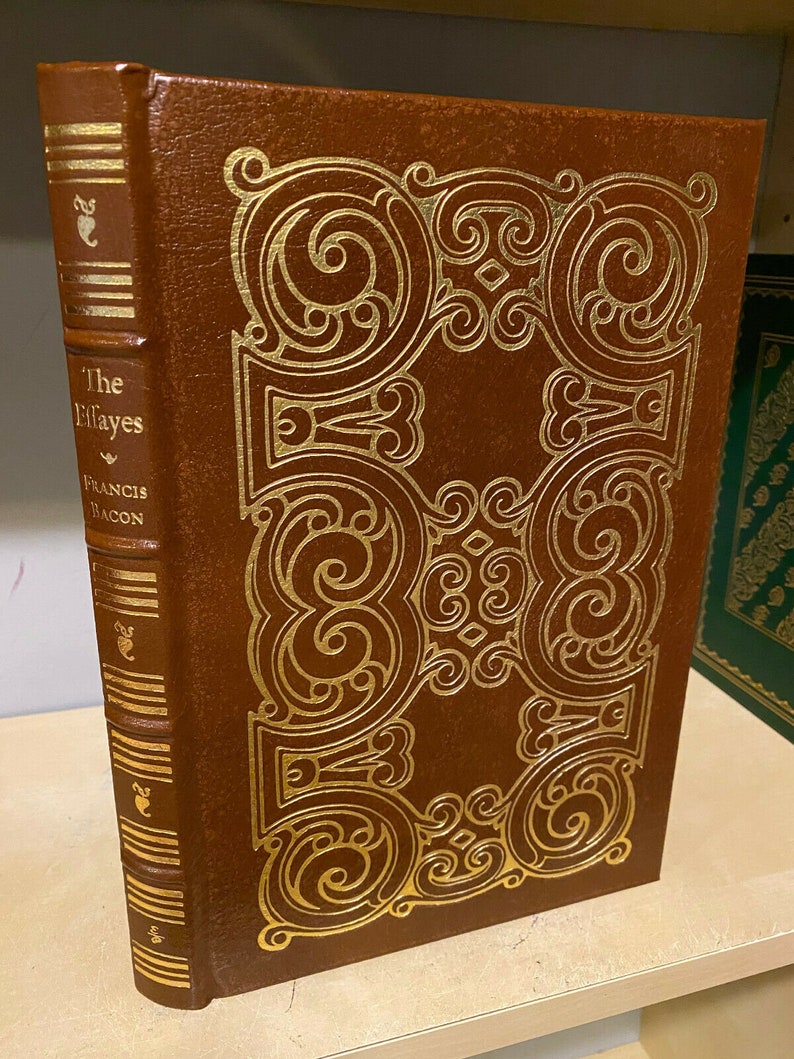 The
Eſſayes
FRANCIS
BACON